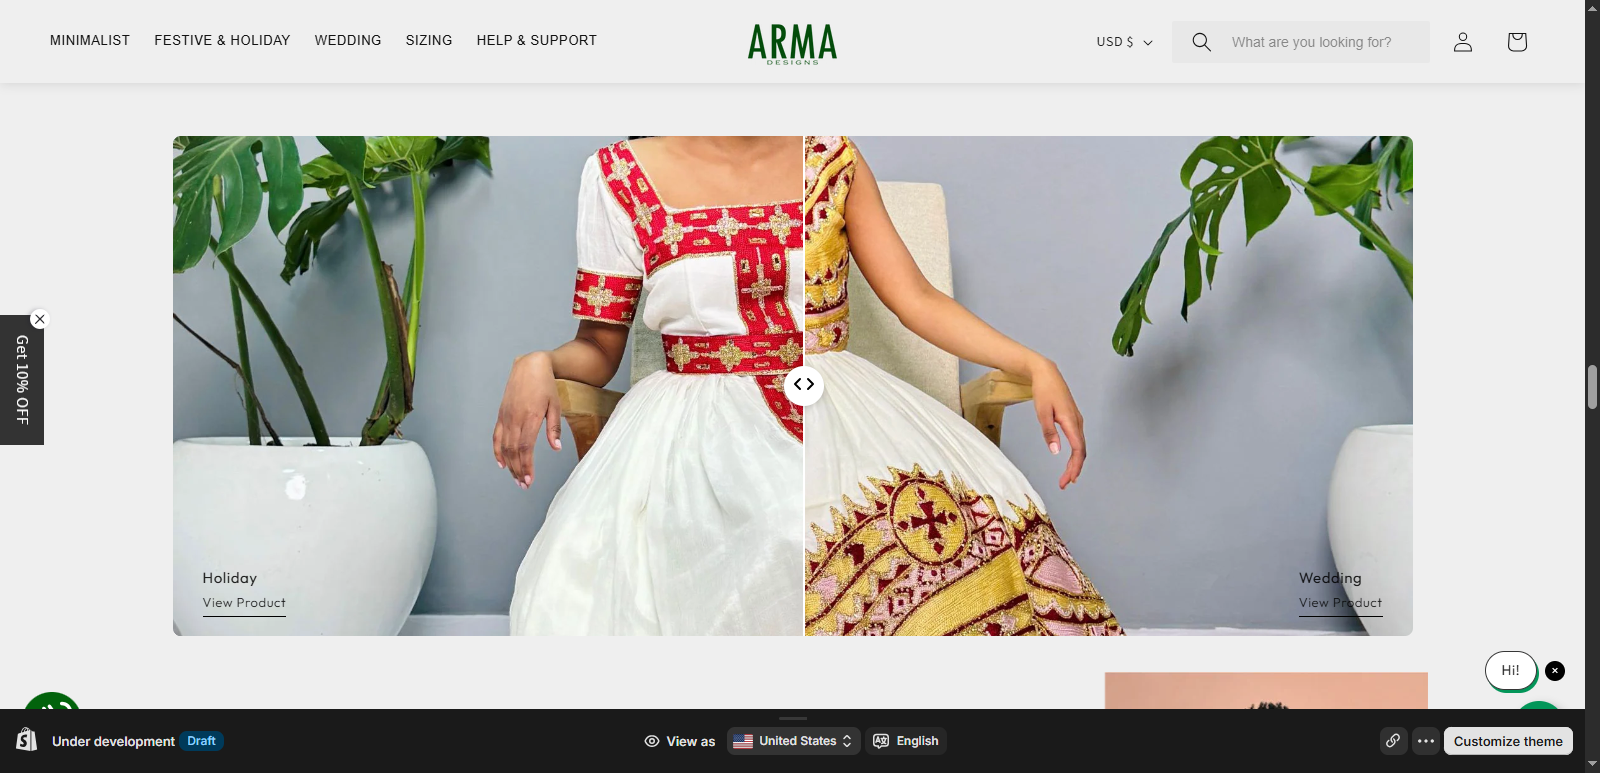 MINIMALIST FESTIVE & HOLIDAY WEDDING SIZING HELP & SUPPORT
ARMA
DESIGNS
USD $
What are you looking for?
Get 10% OFF
Holiday
View Product
Wedding
View Product
Hi!
Under development Draft
View as United States English
Customize theme